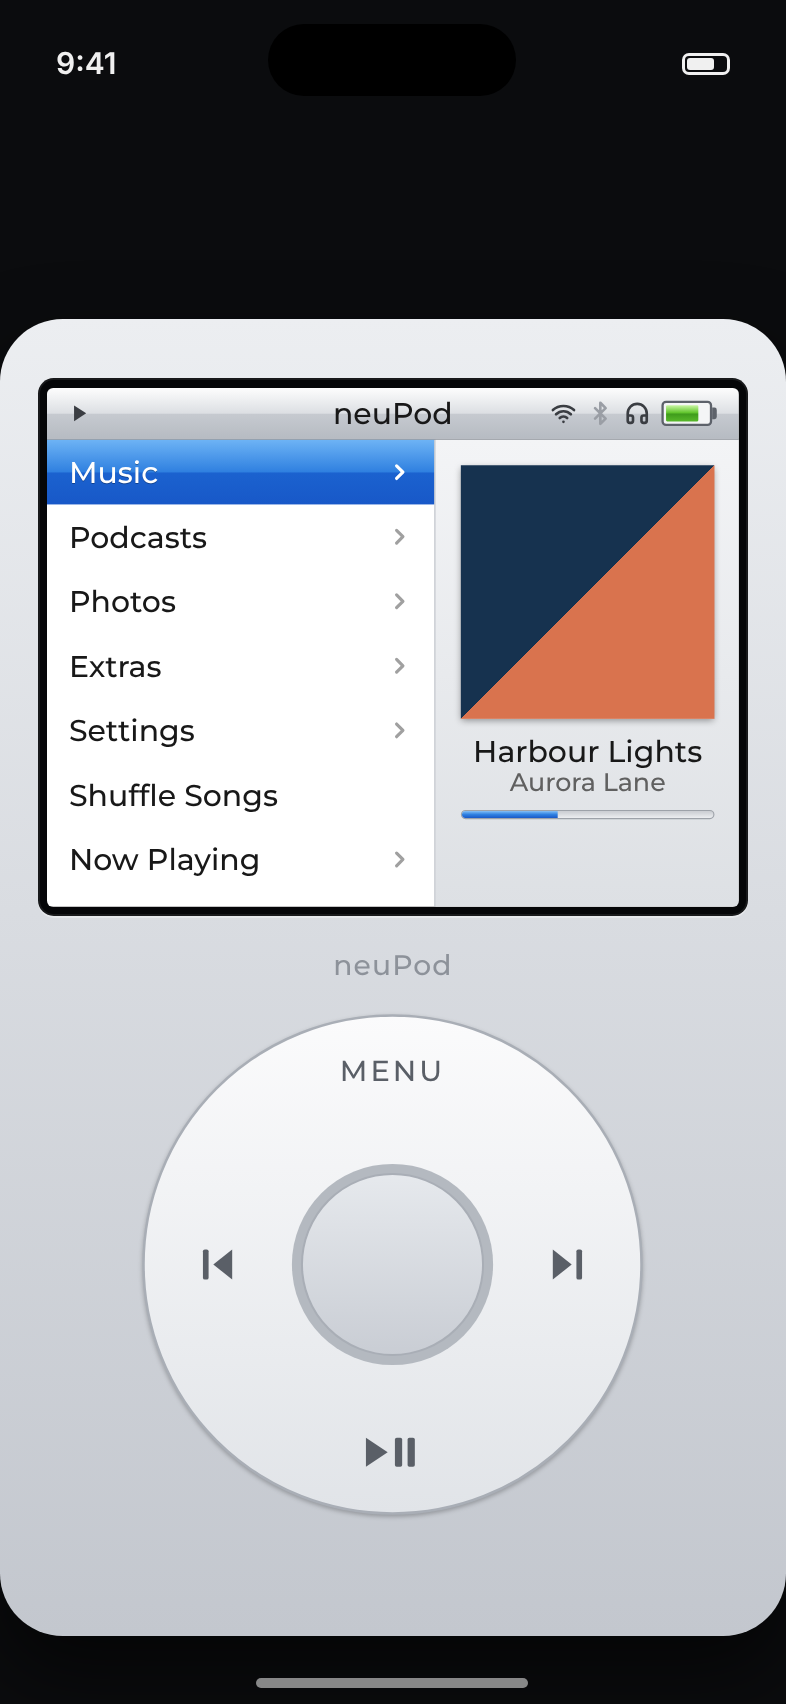 9:41
neuPod
Music
Podcasts
Photos
Extras
Settings
Shuffle Songs
Now Playing
Harbour Lights
Aurora Lane
neuPod
MENU